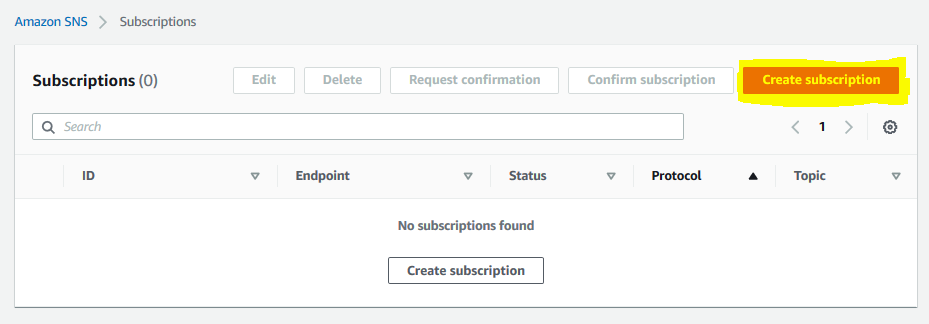 Amazon SNS > Subscriptions
Subscriptions (0) Edit Delete Request confirmation Confirm subscription Create subscription
Search 1
ID Endpoint Status Protocol Topic
No subscriptions found
Create subscription